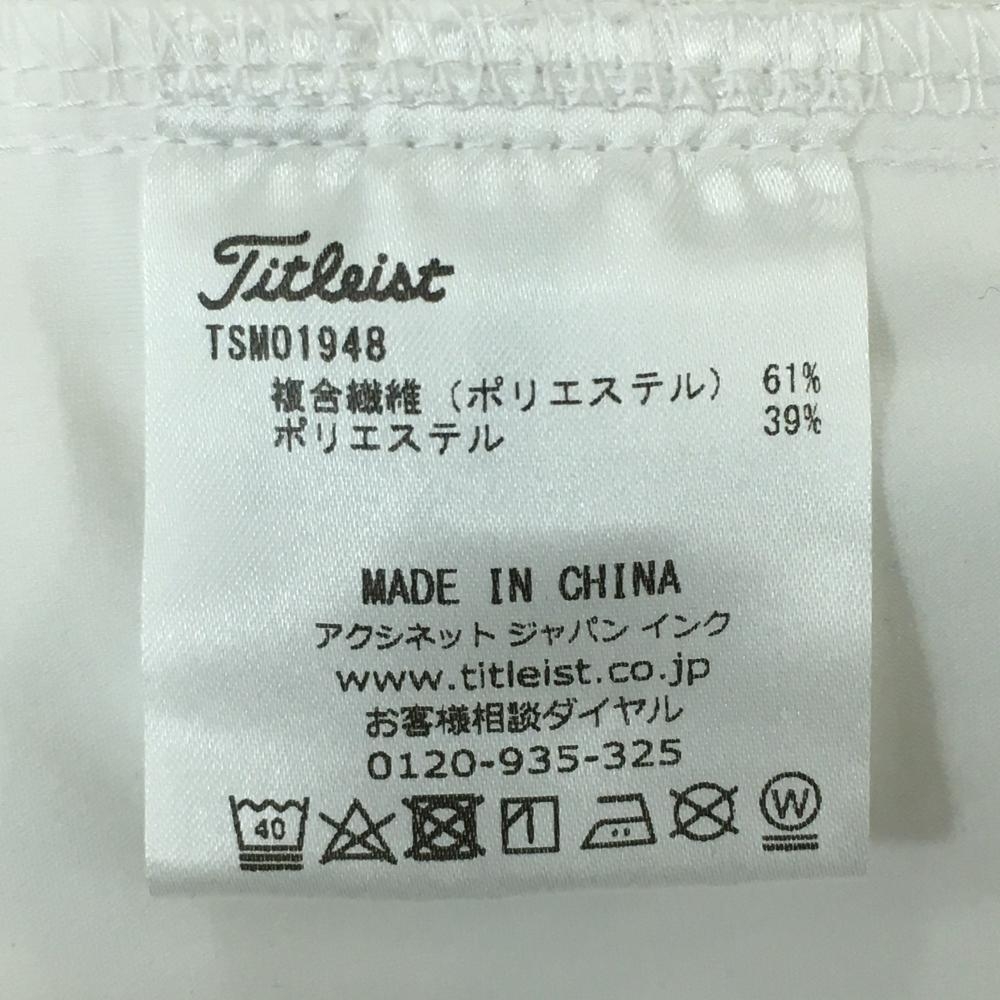 Titleist
TSMO1948
複合繊維（ポリエステル） 61%
ポリエステル 39%
MADE IN CHINA
アクシネット ジャパン インク
www.titleist.co.jp
お客様相談ダイヤル
0120-935-325
40 W